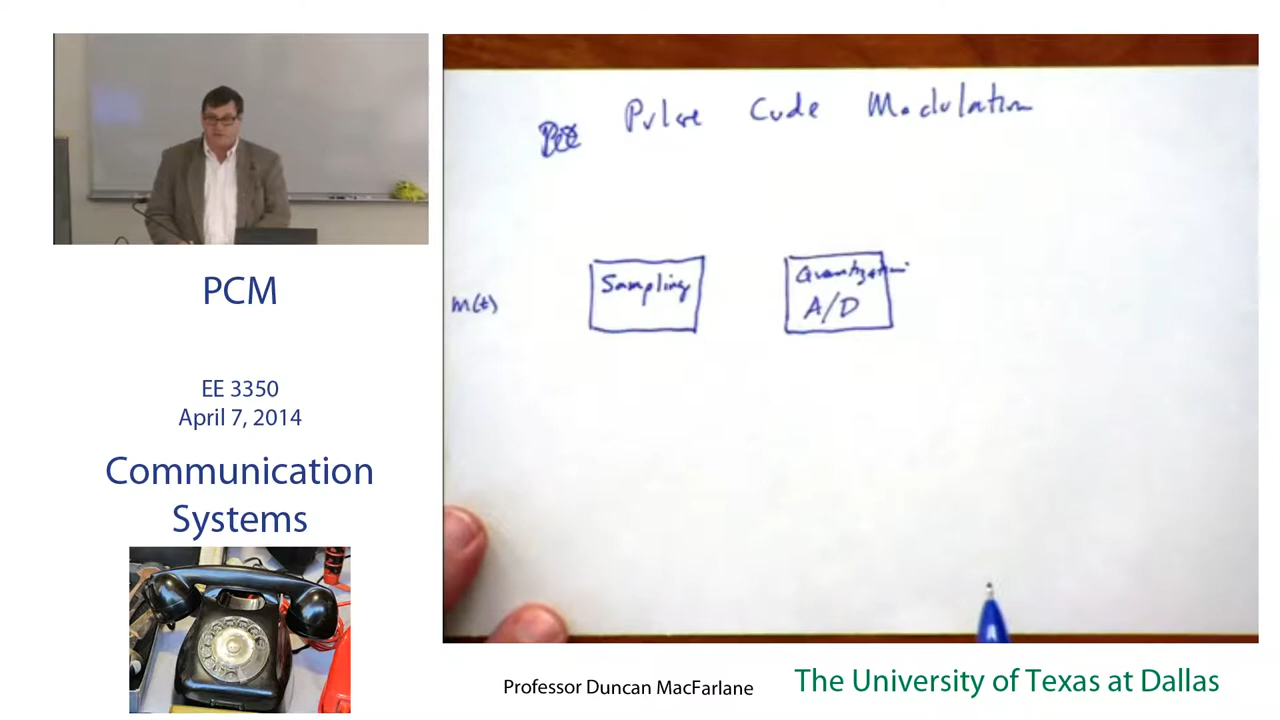 PCM
EE 3350
April 7, 2014
Communication
Systems
Pulse Code Modulation
m(t)
Sampling
Quantization
A/D
Professor Duncan MacFarlane
The University of Texas at Dallas